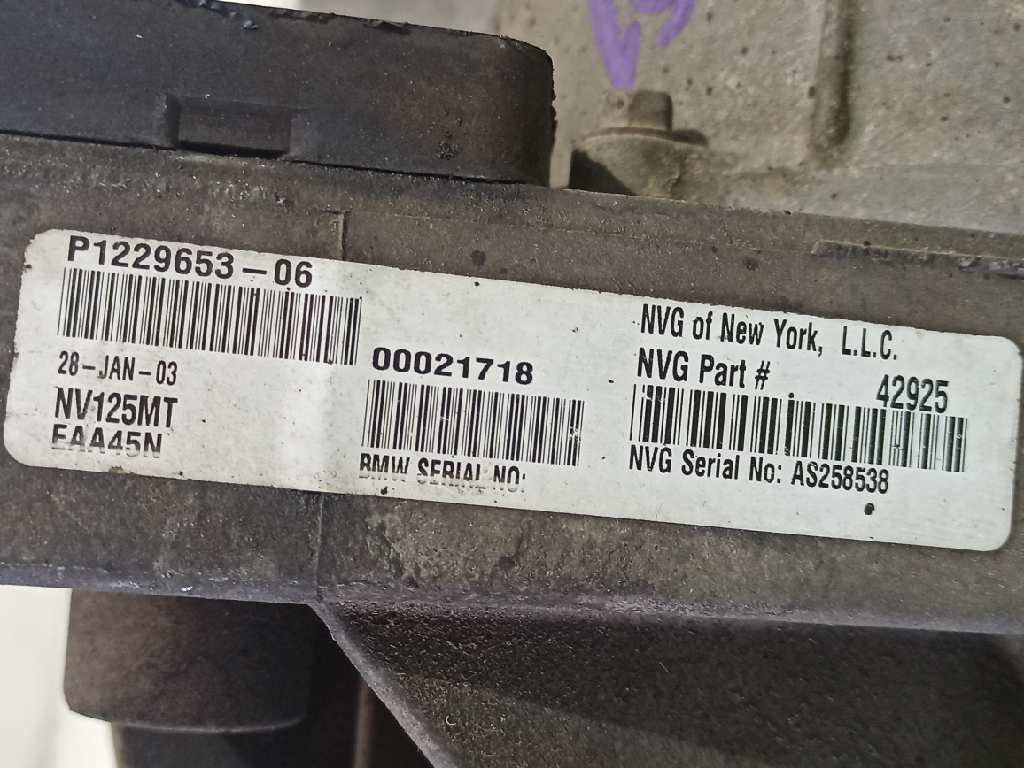 P1229653-06
28-JAN-03
NV125MT
EAA45N
00021718
BMW SERIAL NO:
NVG of New York, L.L.C.
NVG Part # 42925
NVG Serial No: AS258538